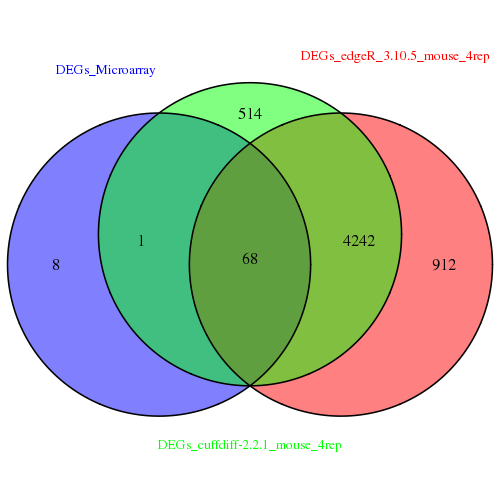 DEGs_edgeR_3.10.5_mouse_4rep
DEGs_Microarray
514
1
4242
68
8
912
DEGs_cuffdiff-2.2.1_mouse_4rep